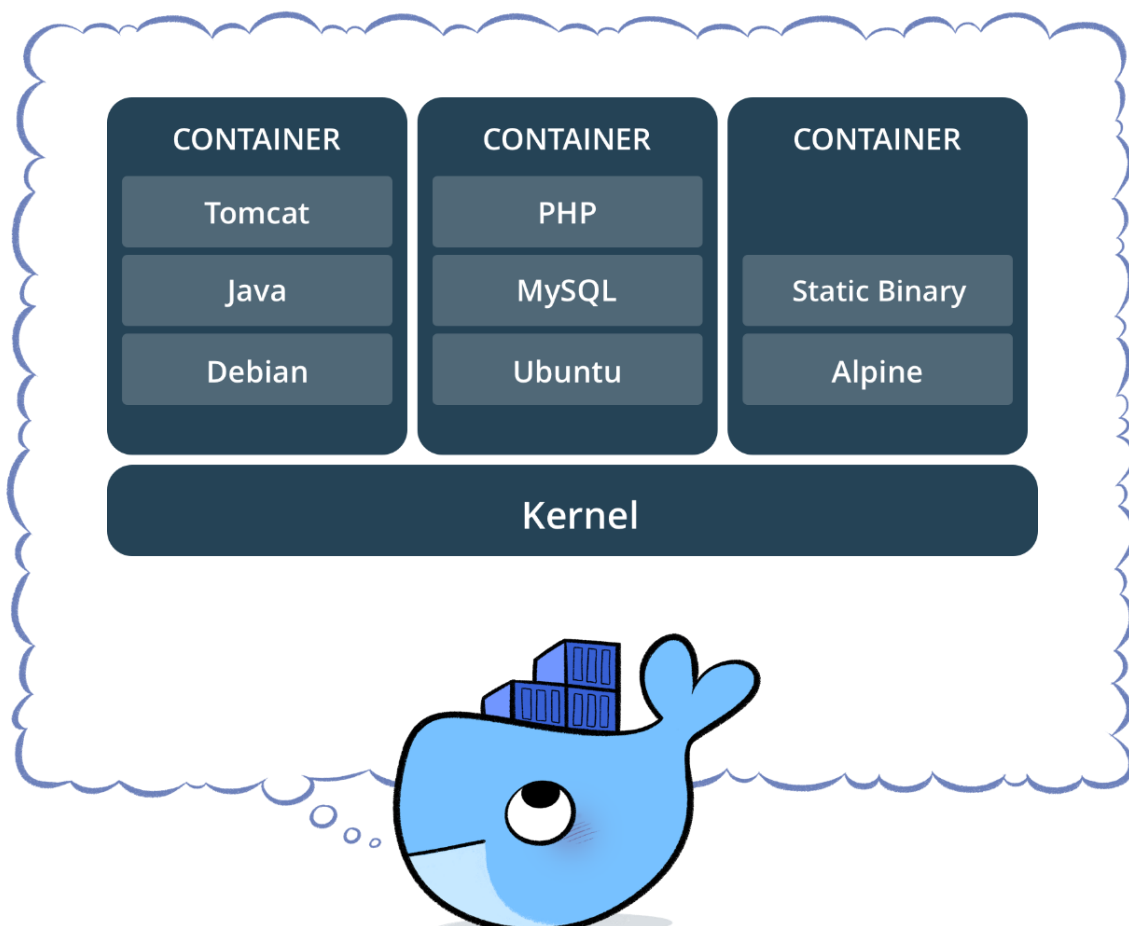 CONTAINER
Tomcat
Java
Debian
CONTAINER
PHP
MySQL
Ubuntu
CONTAINER
Static Binary
Alpine
Kernel